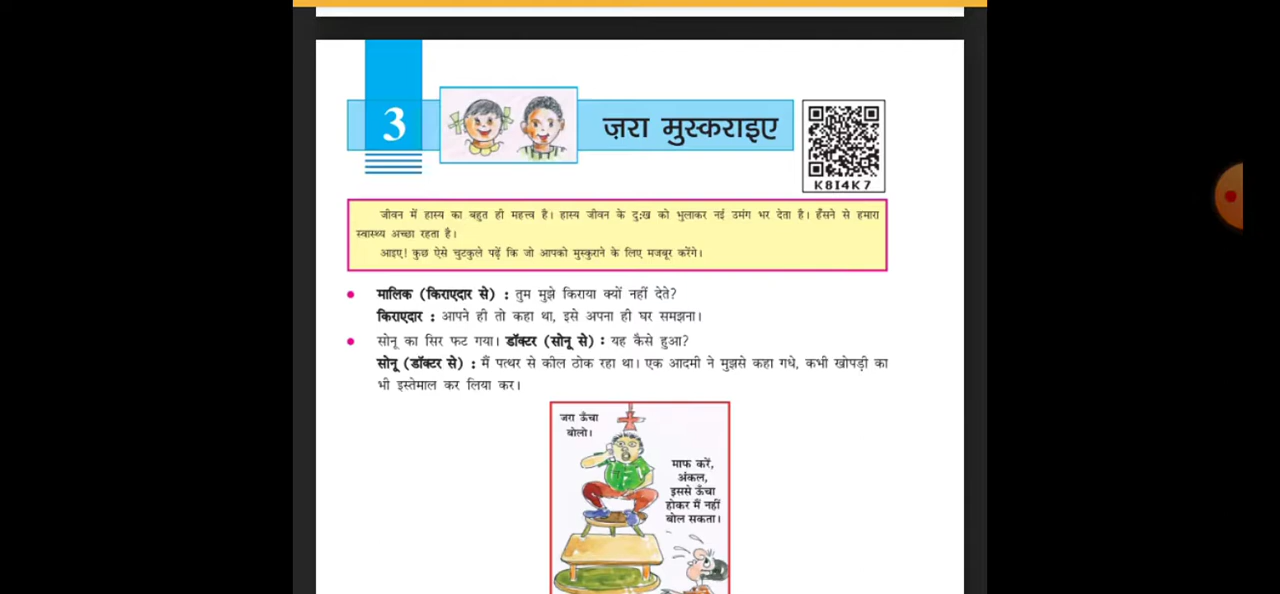 3
ज़रा मुस्कराइए
K8I4K7
जीवन में हास्य का बहुत ही महत्त्व है। हास्य जीवन के दु:ख को भुलाकर नई उमंग भर देता है। हँसने से हमारा
स्वास्थ्य अच्छा रहता है।
आइए! कुछ ऐसे चुटकुले पढ़ें कि जो आपको मुस्कुराने के लिए मजबूर करेंगे।
• मालिक (किराएदार से) : तुम मुझे किराया क्यों नहीं देते?
किराएदार : आपने ही तो कहा था, इसे अपना ही घर समझना।
• सोनू का सिर फट गया। डॉक्टर (सोनू से) : यह कैसे हुआ?
सोनू (डॉक्टर से) : मैं पत्थर से कील ठोक रहा था। एक आदमी ने मुझसे कहा गधे, कभी खोपड़ी का
भी इस्तेमाल कर लिया कर।
जरा ऊँचा
बोलो।
माफ करें,
अंकल,
इससे ऊँचा
होकर मैं नहीं
बोल सकता।